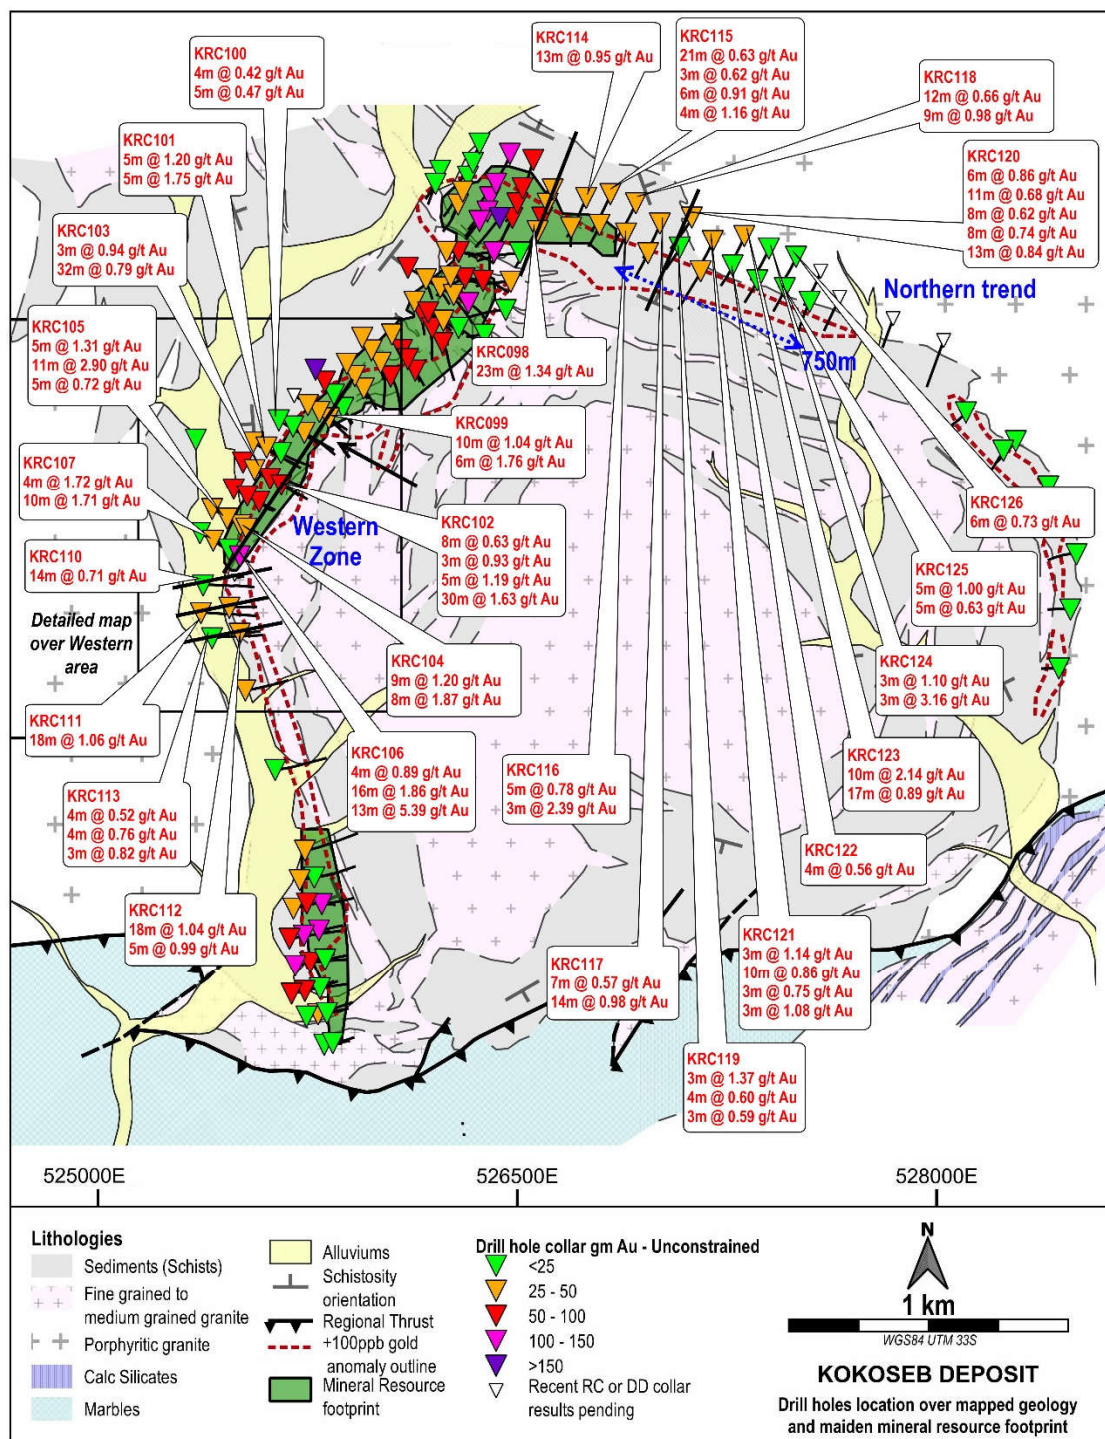 KRC100
4m @ 0.42 g/t Au
5m @ 0.47 g/t Au
KRC114
13m @ 0.95 g/t Au
KRC115
21m @ 0.63 g/t Au
3m @ 0.62 g/t Au
6m @ 0.91 g/t Au
4m @ 1.16 g/t Au
KRC118
12m @ 0.66 g/t Au
9m @ 0.98 g/t Au
KRC101
5m @ 1.20 g/t Au
5m @ 1.75 g/t Au
KRC120
6m @ 0.86 g/t Au
11m @ 0.68 g/t Au
8m @ 0.62 g/t Au
8m @ 0.74 g/t Au
13m @ 0.84 g/t Au
KRC103
3m @ 0.94 g/t Au
32m @ 0.79 g/t Au
Northern trend
KRC105
5m @ 1.31 g/t Au
11m @ 2.90 g/t Au
5m @ 0.72 g/t Au
KRC098
23m @ 1.34 g/t Au
750m
KRC099
10m @ 1.04 g/t Au
6m @ 1.76 g/t Au
KRC107
4m @ 1.72 g/t Au
10m @ 1.71 g/t Au
KRC126
6m @ 0.73 g/t Au
Western
Zone
KRC102
8m @ 0.63 g/t Au
3m @ 0.93 g/t Au
5m @ 1.19 g/t Au
30m @ 1.63 g/t Au
KRC110
14m @ 0.71 g/t Au
KRC125
5m @ 1.00 g/t Au
5m @ 0.63 g/t Au
Detailed map
over Western
area
KRC104
9m @ 1.20 g/t Au
8m @ 1.87 g/t Au
KRC124
3m @ 1.10 g/t Au
3m @ 3.16 g/t Au
KRC111
18m @ 1.06 g/t Au
KRC106
4m @ 0.89 g/t Au
16m @ 1.86 g/t Au
13m @ 5.39 g/t Au
KRC116
5m @ 0.78 g/t Au
3m @ 2.39 g/t Au
KRC123
10m @ 2.14 g/t Au
17m @ 0.89 g/t Au
KRC113
4m @ 0.52 g/t Au
4m @ 0.76 g/t Au
3m @ 0.82 g/t Au
KRC122
4m @ 0.56 g/t Au
KRC112
18m @ 1.04 g/t Au
5m @ 0.99 g/t Au
KRC121
3m @ 1.14 g/t Au
10m @ 0.86 g/t Au
3m @ 0.75 g/t Au
3m @ 1.08 g/t Au
KRC117
7m @ 0.57 g/t Au
14m @ 0.98 g/t Au
KRC119
3m @ 1.37 g/t Au
4m @ 0.60 g/t Au
3m @ 0.59 g/t Au
525000E
526500E
528000E
Lithologies
Sediments (Schists)
Fine grained to
medium grained granite
Porphyritic granite
Calc Silicates
Marbles
Alluviums
Schistosity
orientation
Regional Thrust
+100ppb gold
anomaly outline
Mineral Resource
footprint
Drill hole collar gm Au - Unconstrained
<25
25 - 50
50 - 100
100 - 150
>150
Recent RC or DD collar
results pending
N
1 km
WGS84 UTM 33S
KOKOSEB DEPOSIT
Drill holes location over mapped geology
and maiden mineral resource footprint